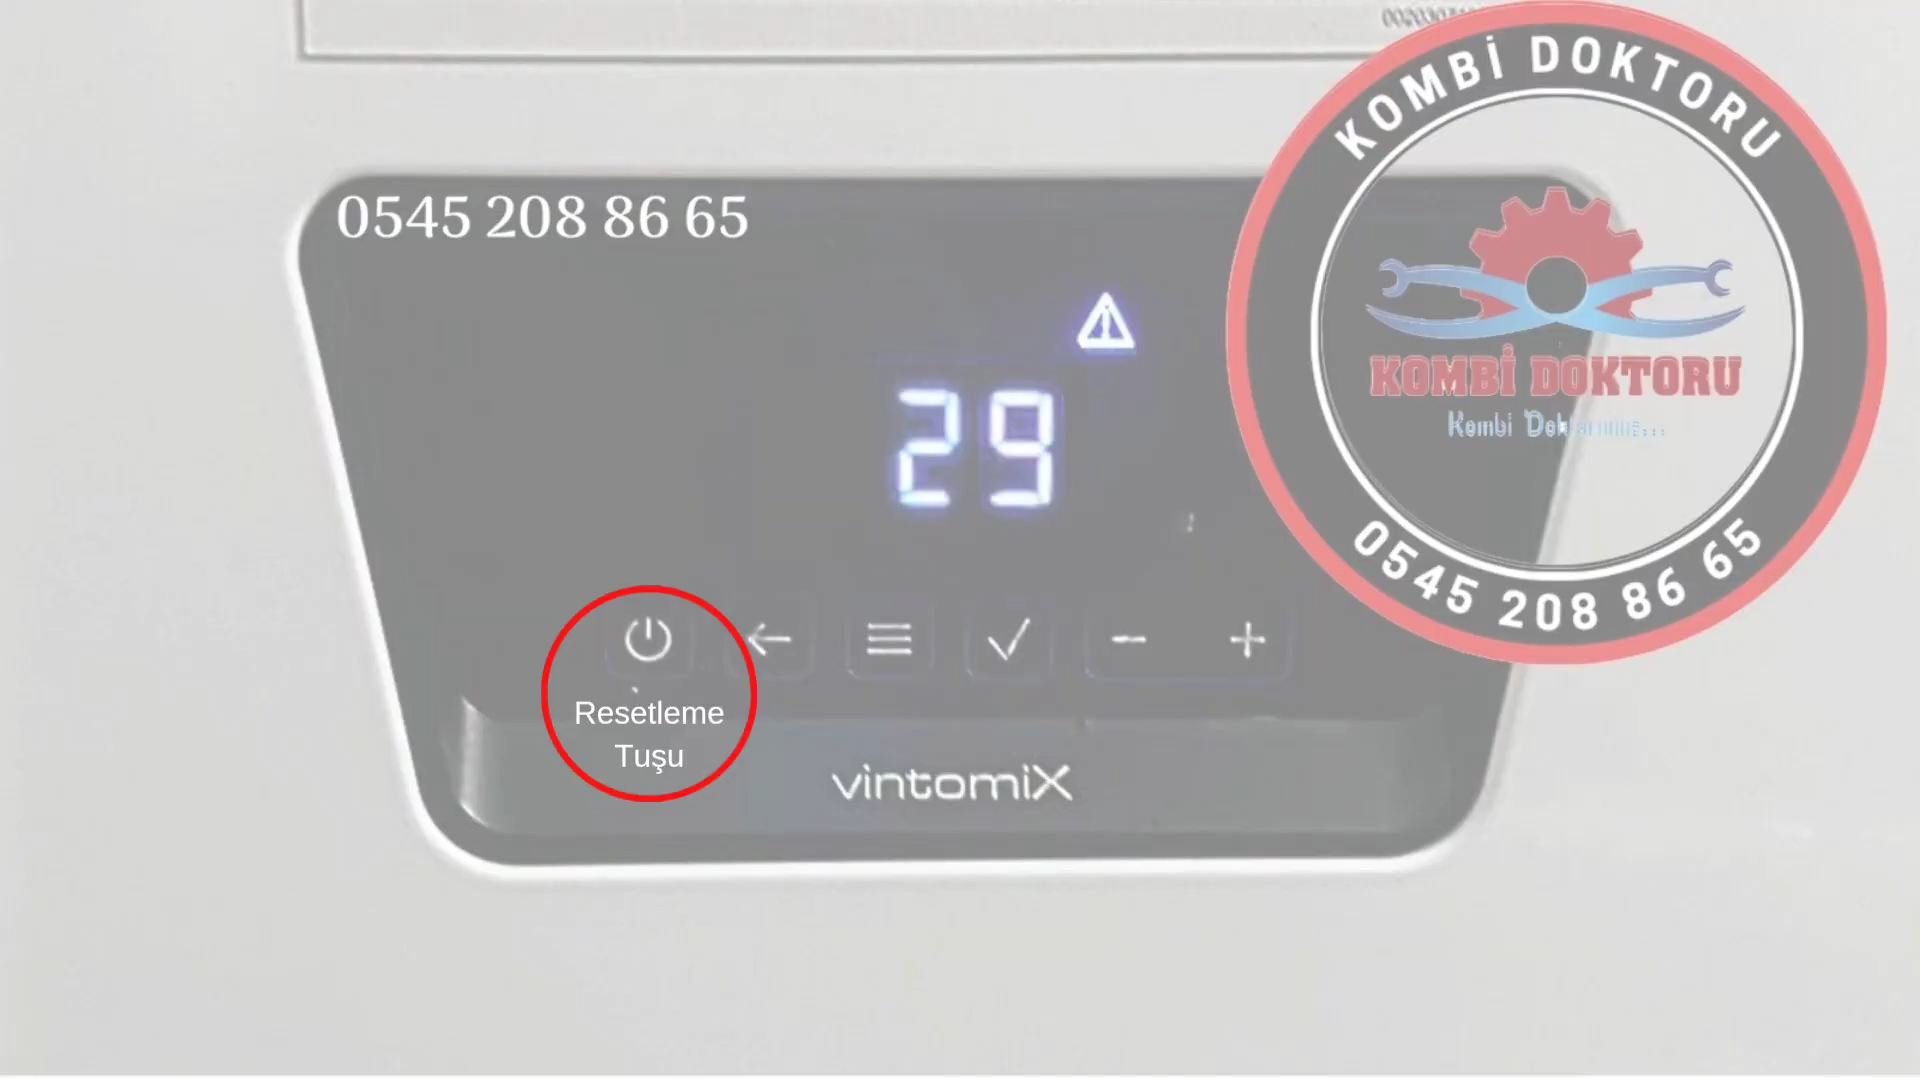 KOMBİ DOKTORU
0545 208 86 65
29
KOMBİ DOKTORU
0545 208 86 65
Resetleme
Tuşu
vintomiX